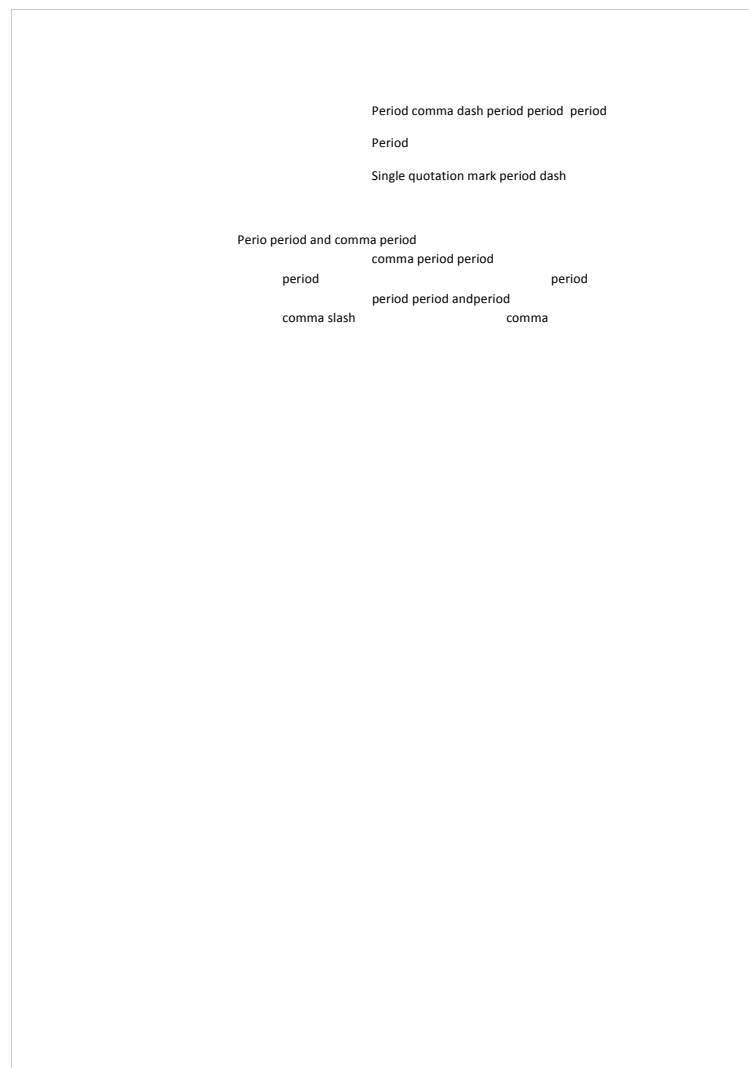 Period comma dash period period  period
Period
Single quotation mark period dash
Perio period and comma period
comma period period
period period
period period andperiod
comma slash comma